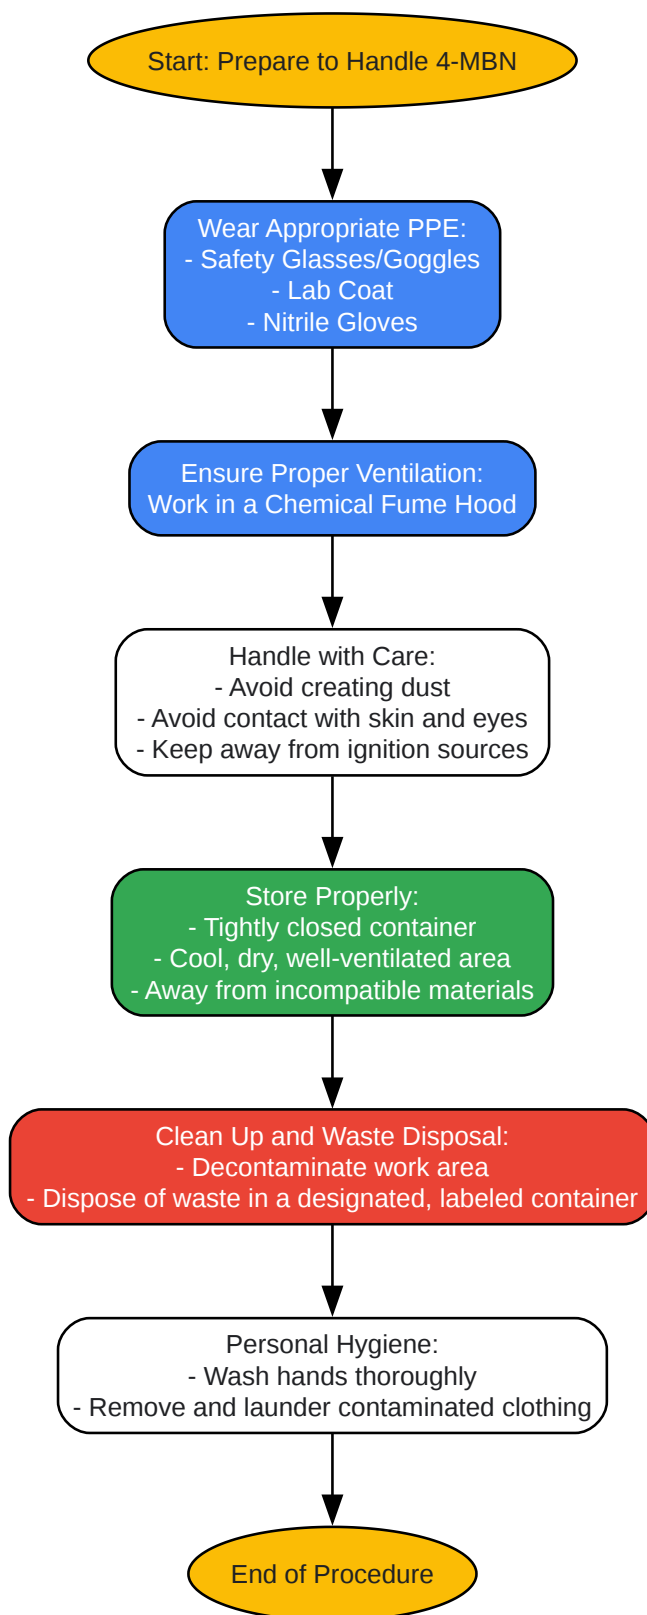 Start: Prepare to Handle 4-MBN
Wear Appropriate PPE:
- Safety Glasses/Goggles
- Lab Coat
- Nitrile Gloves
Ensure Proper Ventilation:
Work in a Chemical Fume Hood
Handle with Care:
- Avoid creating dust
- Avoid contact with skin and eyes
- Keep away from ignition sources
Store Properly:
- Tightly closed container
- Cool, dry, well-ventilated area
- Away from incompatible materials
Clean Up and Waste Disposal:
- Decontaminate work area
- Dispose of waste in a designated, labeled container
Personal Hygiene:
- Wash hands thoroughly
- Remove and launder contaminated clothing
End of Procedure